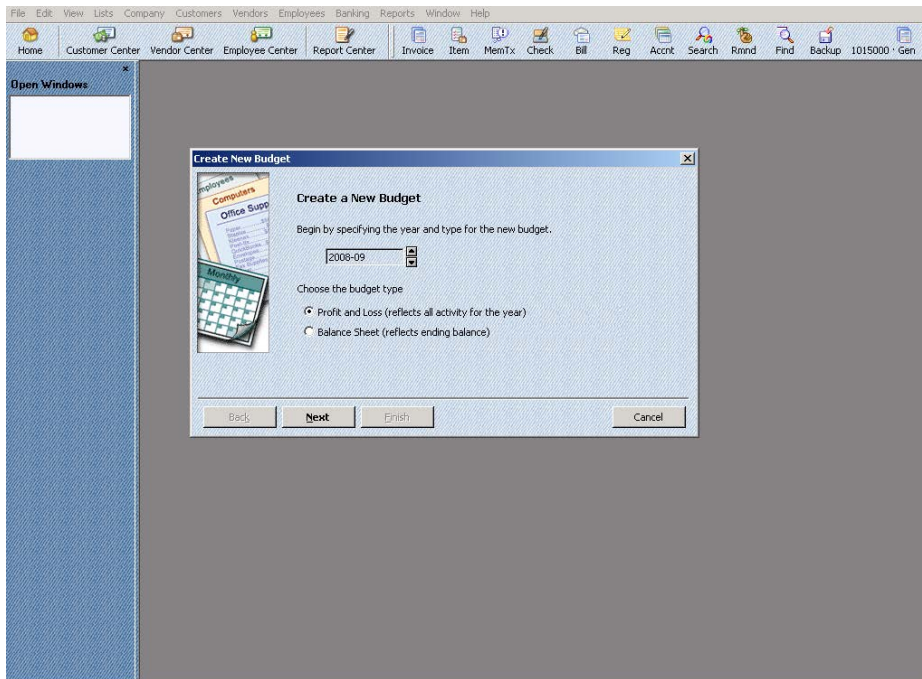 File Edit View Lists Company Customers Vendors Employees Banking Reports Window Help
Home Customer Center Vendor Center Employee Center Report Center Invoice Item MemTx Check Bill Reg Accnt Search Rmnd Find Backup 1015000 · Gen
Open Windows
Create New Budget
mployees
Computers
Office Supp
Monthly
Create a New Budget
Begin by specifying the year and type for the new budget.
2008-09
Choose the budget type
Profit and Loss (reflects all activity for the year)
Balance Sheet (reflects ending balance)
Back Next Finish Cancel